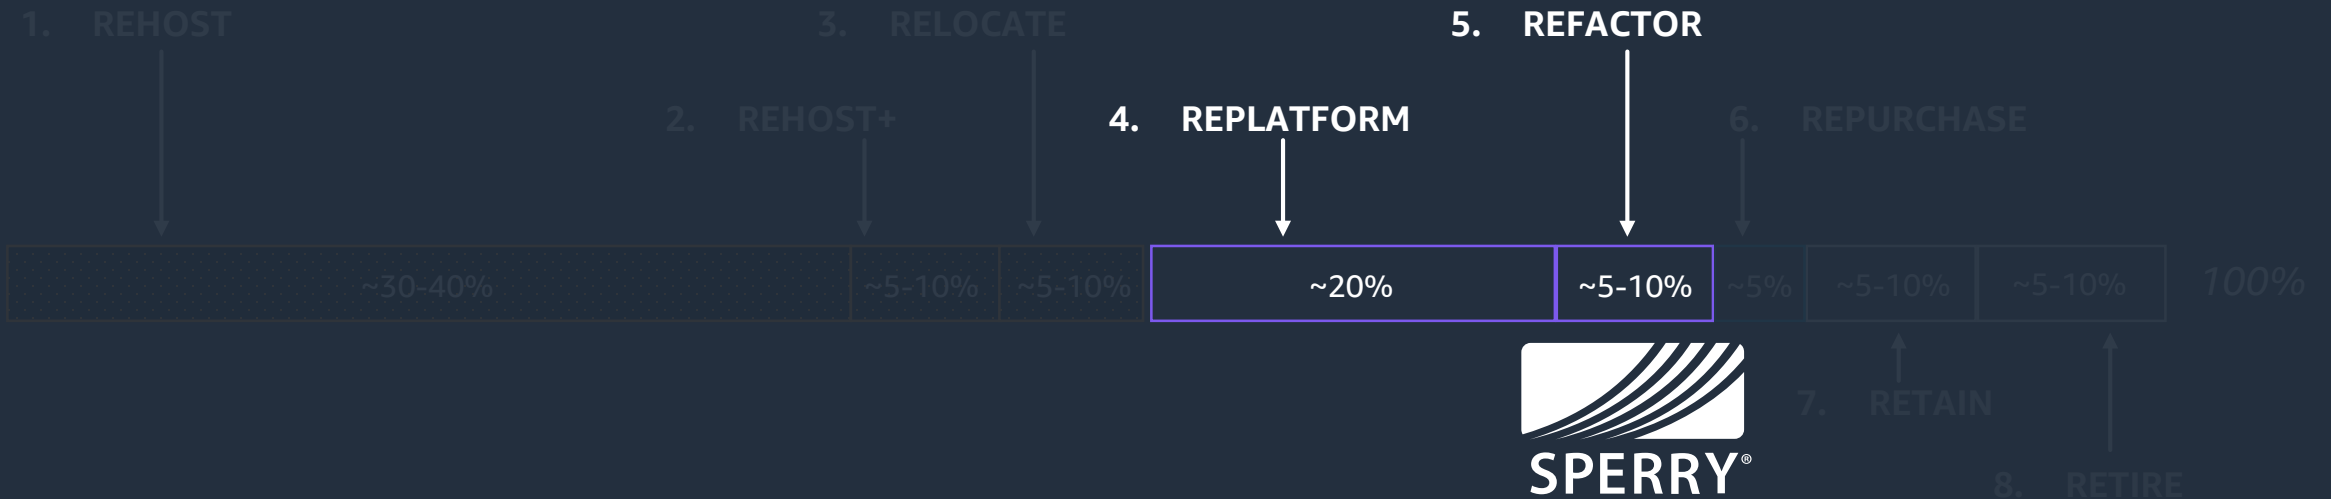 1. REHOST
3. RELOCATE
5. REFACTOR
2. REHOST+
4. REPLATFORM
6. REPURCHASE
~30-40%
~5-10%
~5-10%
~20%
~5-10%
~5%
~5-10%
~5-10%
100%
7. RETAIN
SPERRY®
8. RETIRE